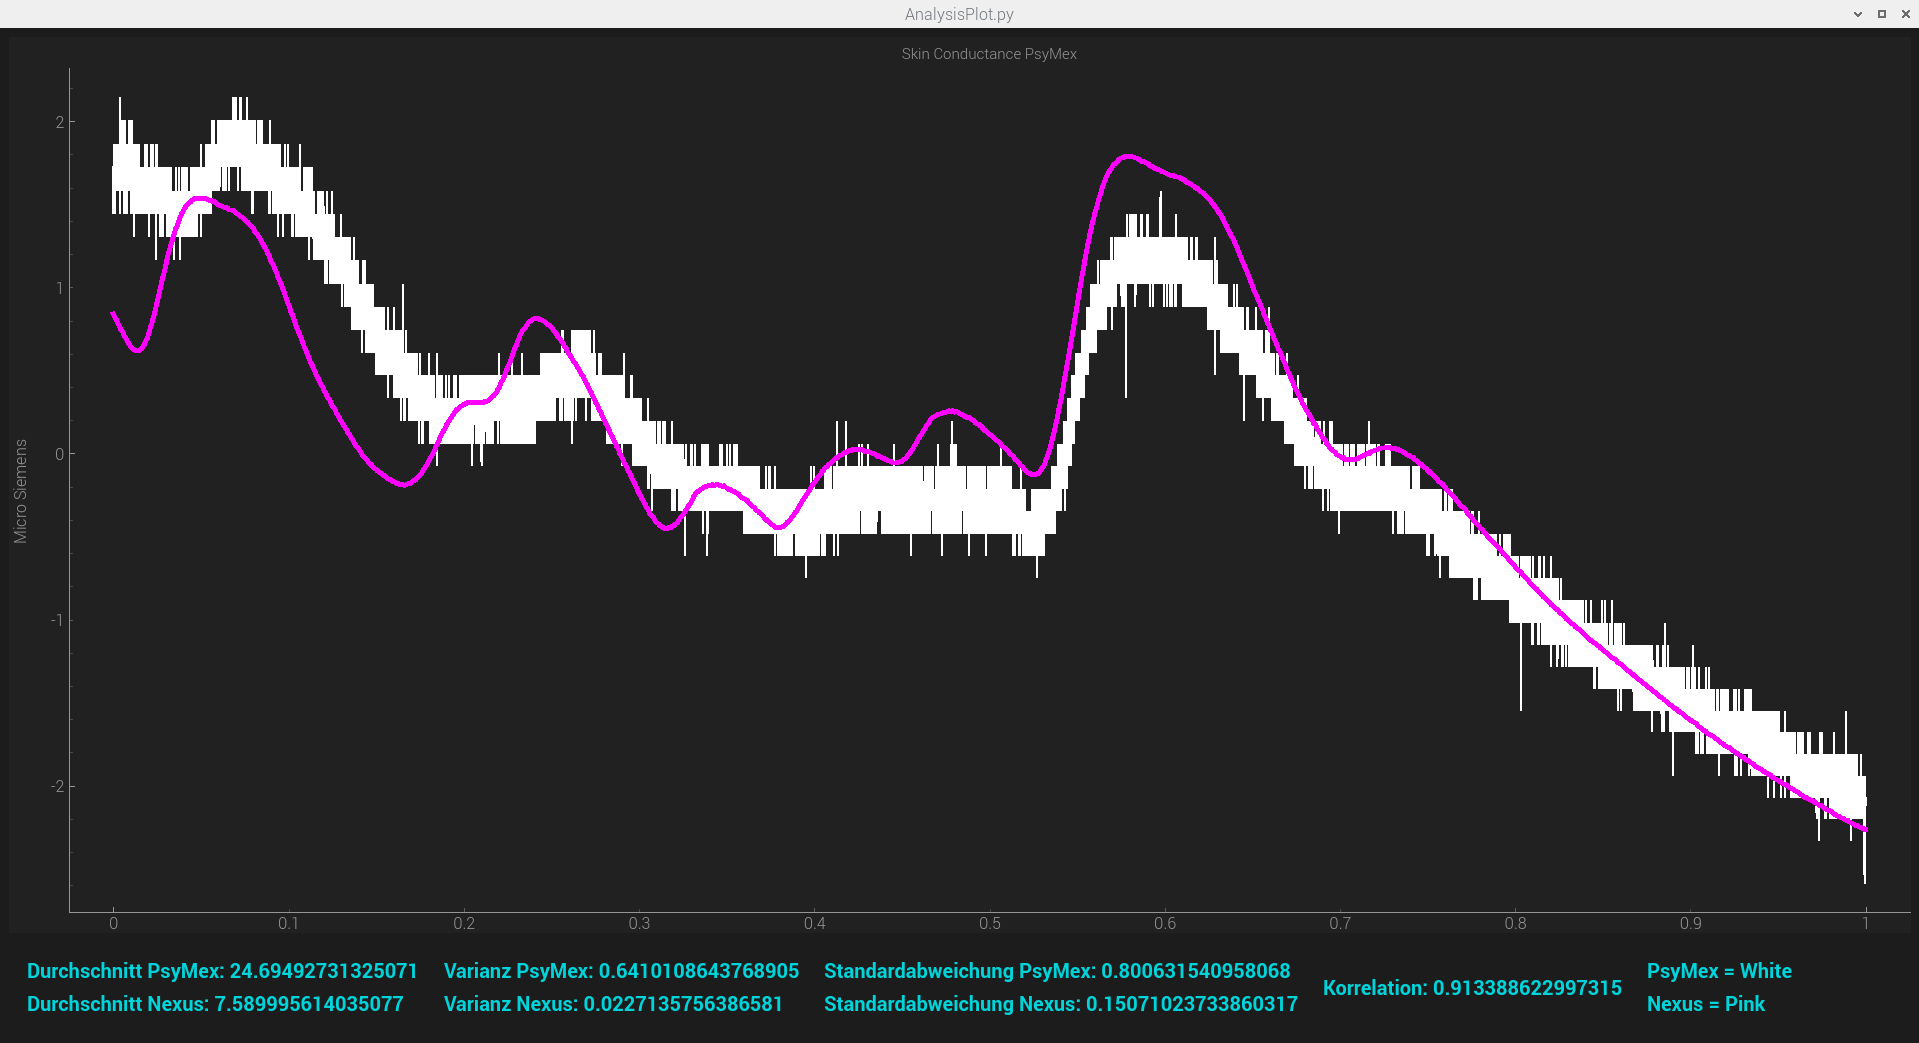 AnalysisPlot.py
Skin Conductance PsyMex
Micro Siemens
2
1
0
-1
-2
0 0.1 0.2 0.3 0.4 0.5 0.6 0.7 0.8 0.9 1
Durchschnitt PsyMex: 24.69492731325071 Varianz PsyMex: 0.6410108643768905 Standardabweichung PsyMex: 0.800631540958068 PsyMex = White
Korrelation: 0.913388622997315
Durchschnitt Nexus: 7.589995614035077 Varianz Nexus: 0.0227135756386581 Standardabweichung Nexus: 0.15071023733860317 Nexus = Pink